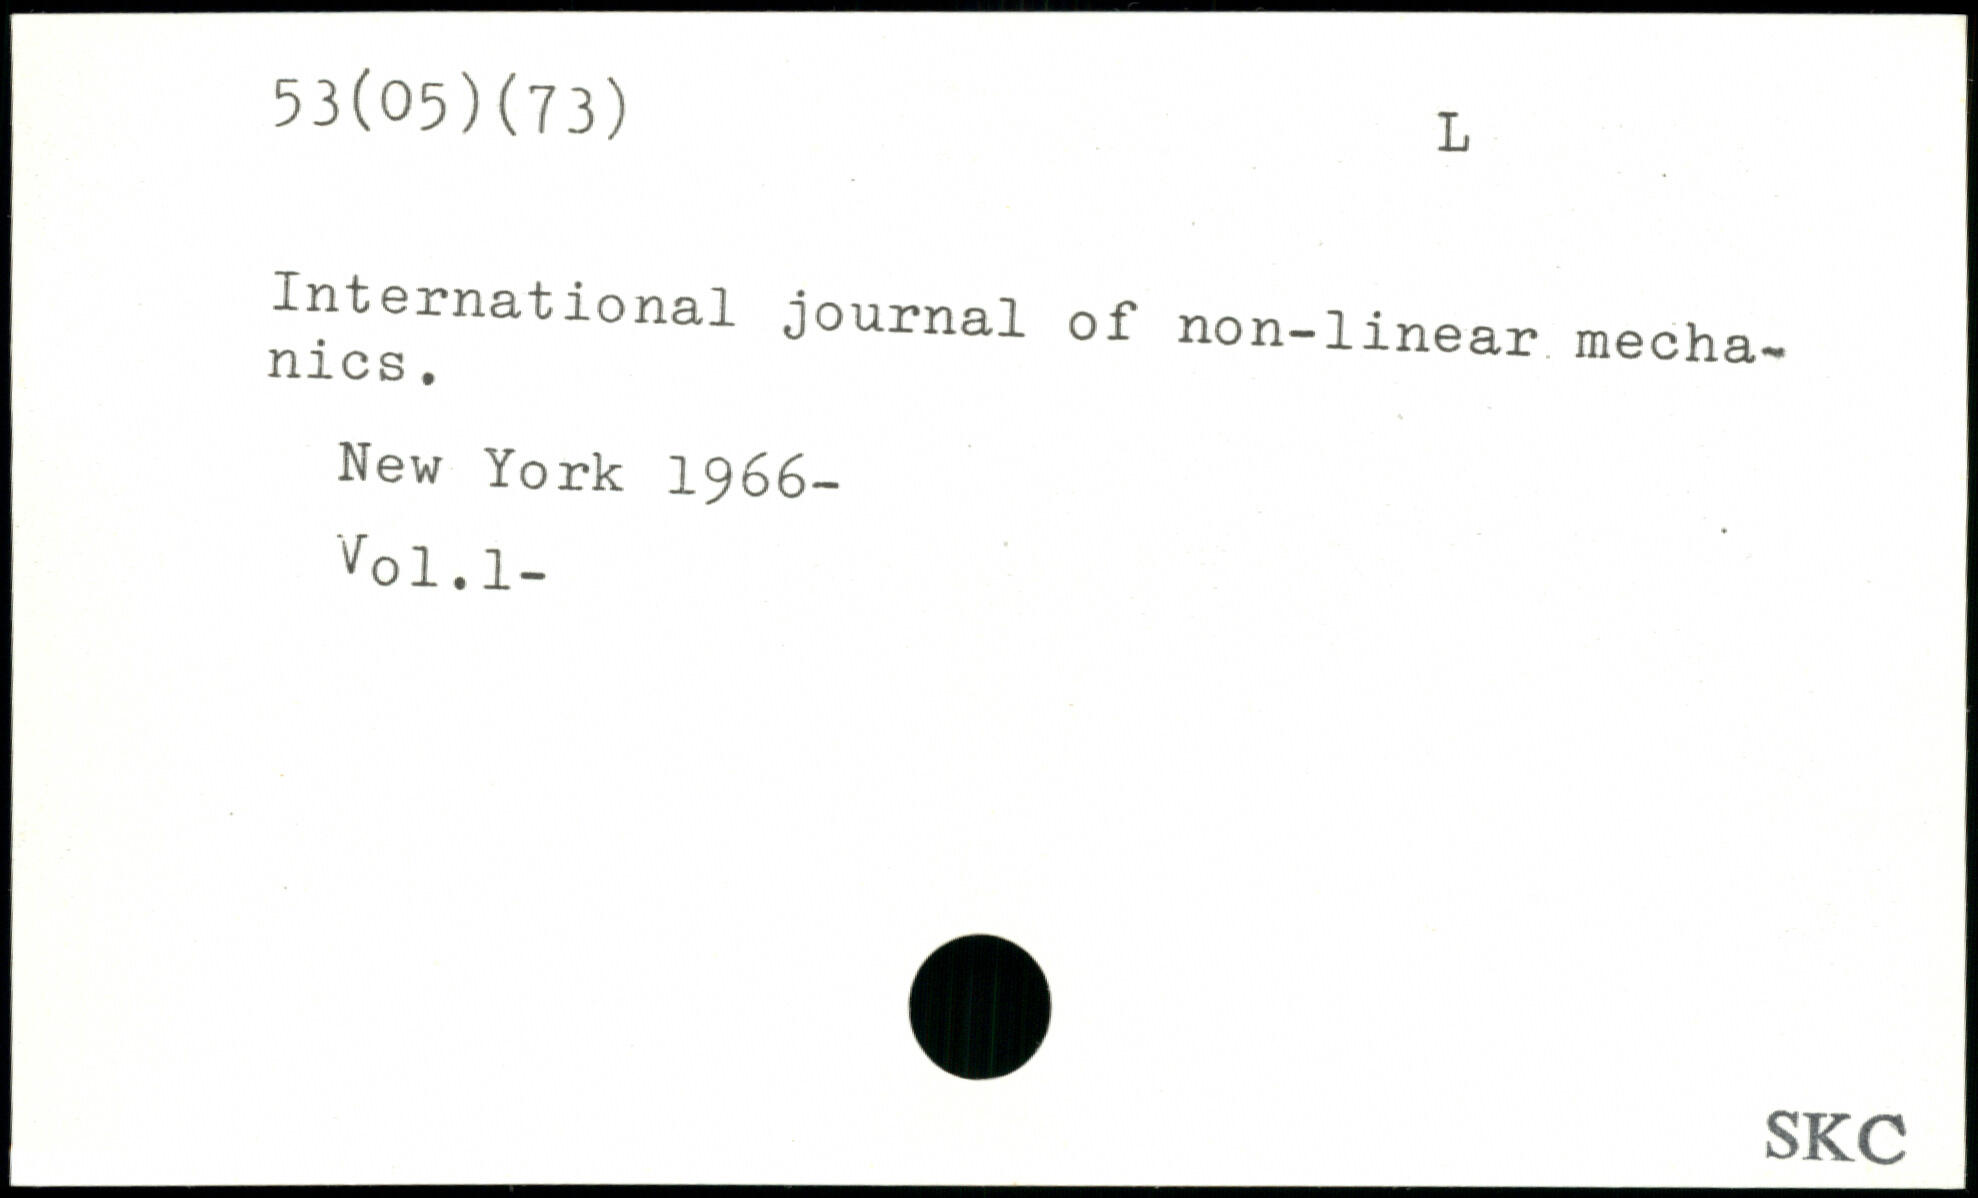 53(05)(73)
L
International journal of non-linear mecha-
nics.
New York 1966-
Vol.1-
SKC